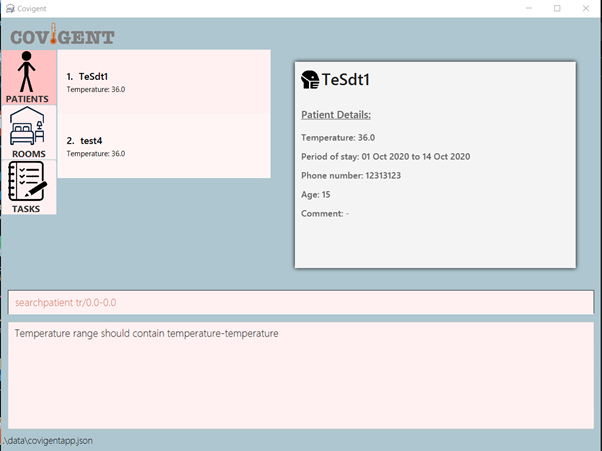 Covigent
COVIGENT
PATIENTS
ROOMS
TASKS
1. TeSdt1
Temperature: 36.0
2. test4
Temperature: 36.0
TeSdt1
Patient Details:
Temperature: 36.0
Period of stay: 01 Oct 2020 to 14 Oct 2020
Phone number: 12313123
Age: 15
Comment: -
searchpatient tr/0.0-0.0
Temperature range should contain temperature-temperature
.\data\covigentapp.json